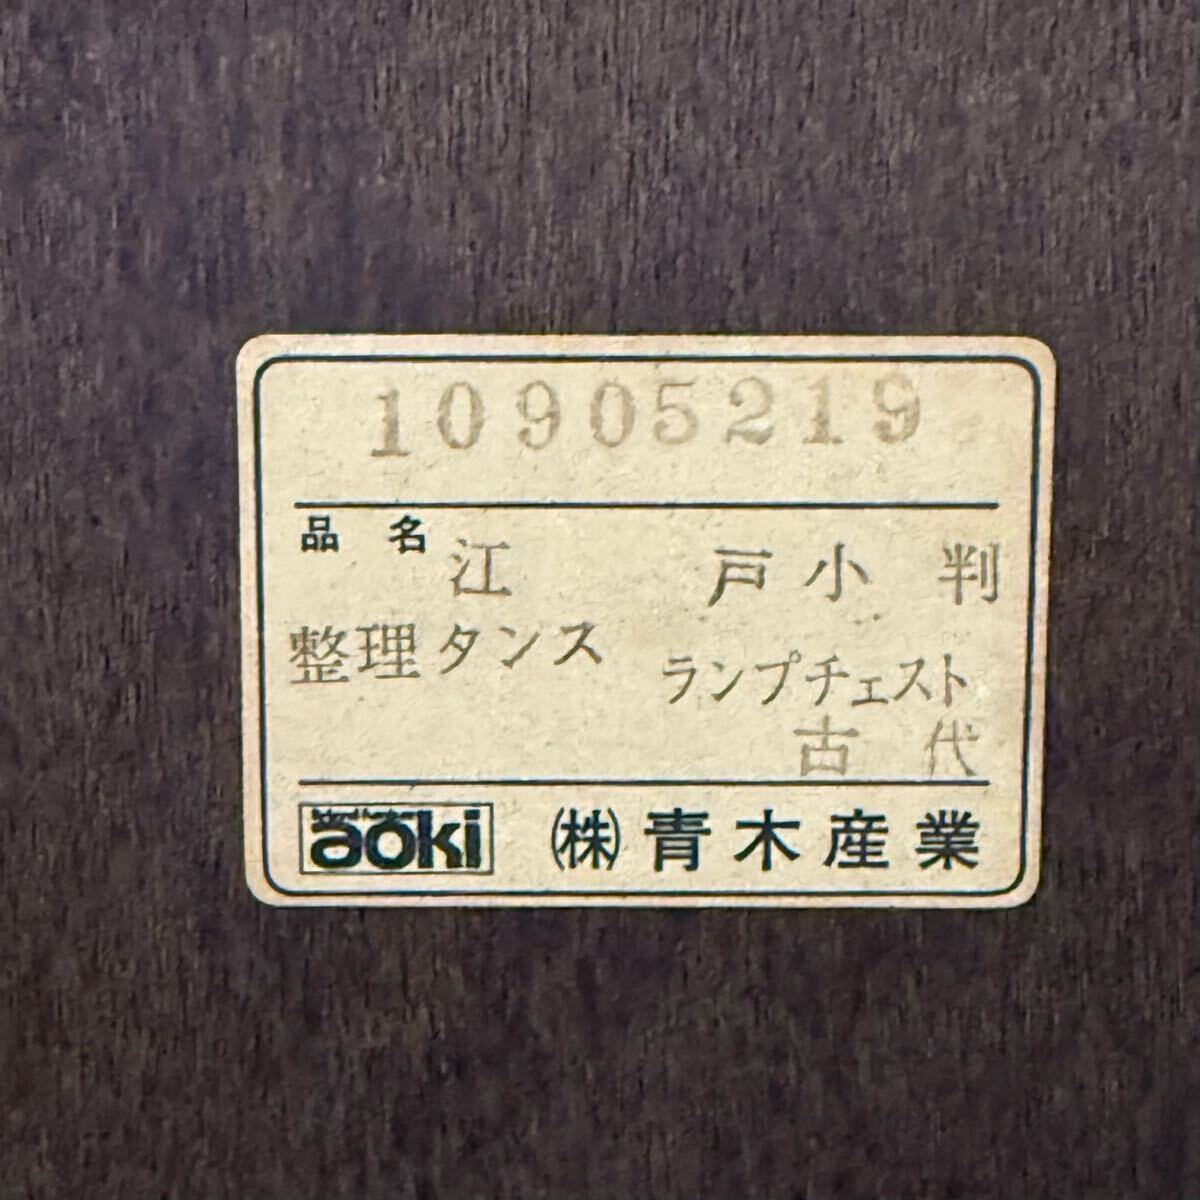 10905219
品名 江戸小判
整理タンス ランプチェスト
古代
aoki (株)青木産業